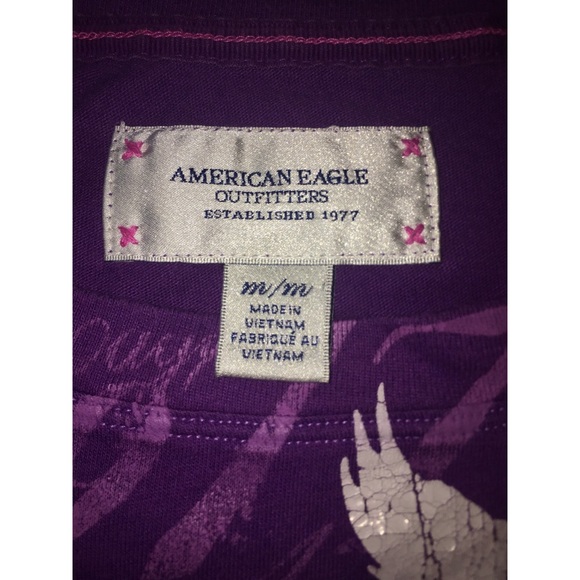 AMERICAN EAGLE
OUTFITTERS
ESTABLISHED 1977
m/m
MADE IN
VIETNAM
FABRIQUÉ AU
VIETNAM